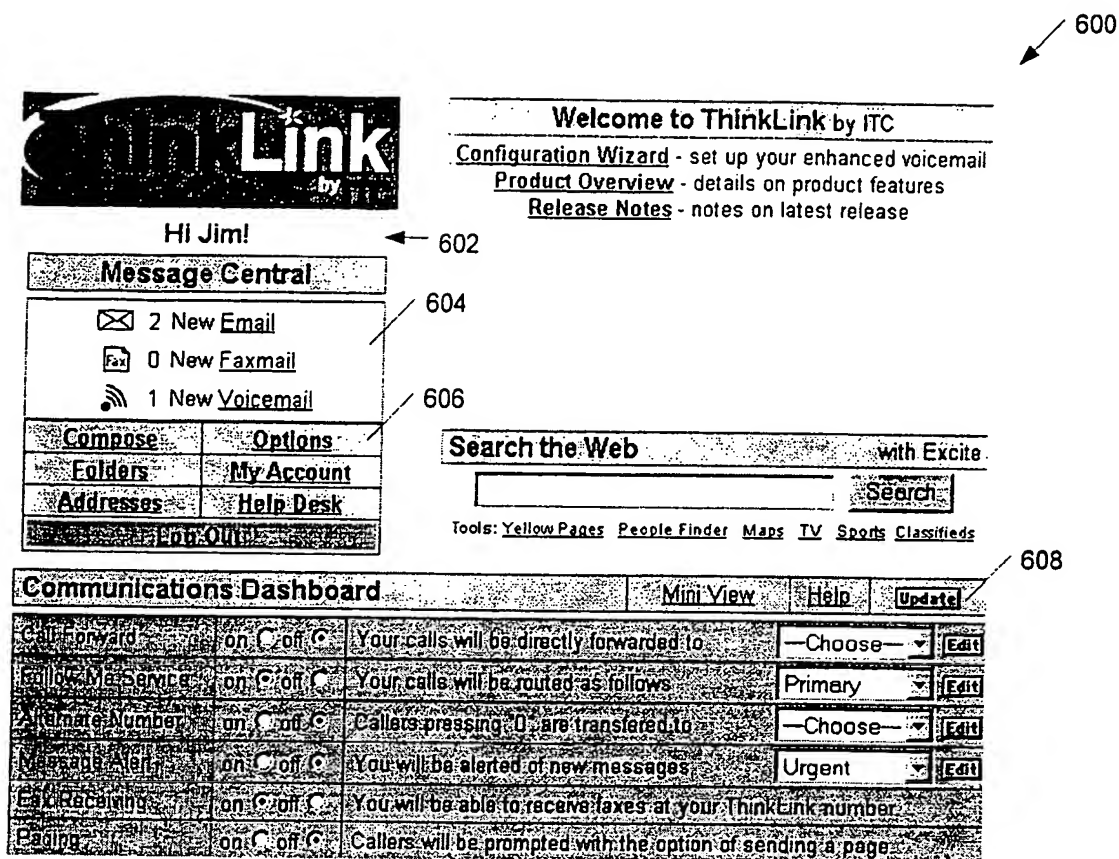 600
ThinkLink
by
Welcome to ThinkLink by ITC
Configuration Wizard - set up your enhanced voicemail
Product Overview - details on product features
Release Notes - notes on latest release
Hi Jim!
602
Message Central
604
2 New Email
Fax 0 New Faxmail
1 New Voicemail
606
Compose Options
Folders My Account
Addresses Help Desk
Log Out
Search the Web with Excite
Search
Tools: Yellow Pages People Finder Maps TV Sports Classifieds
608
Communications Dashboard Mini View Help Update
Call Forward on off Your calls will be directly forwarded to —Choose— Edit
Follow Me Service on off Your calls will be routed as follows Primary Edit
Alternate Number on off Callers pressing "0" are transfered to —Choose— Edit
Message Alert on off You will be alerted of new messages Urgent Edit
Fax Receiving on off You will be able to receive faxes at your ThinkLink number
Paging on off Callers will be prompted with the option of sending a page